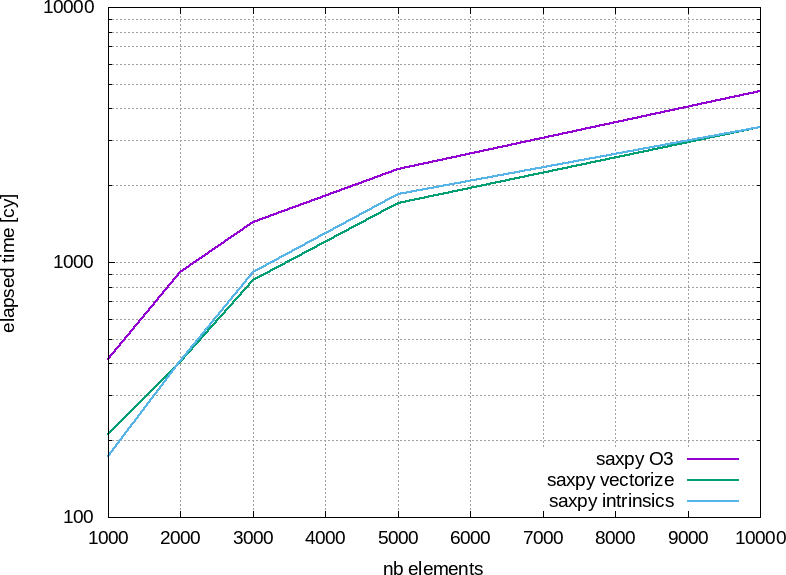 10000
1000
100
elapsed time [cy]
saxpy O3
saxpy vectorize
saxpy intrinsics
1000 2000 3000 4000 5000 6000 7000 8000 9000 10000
nb elements